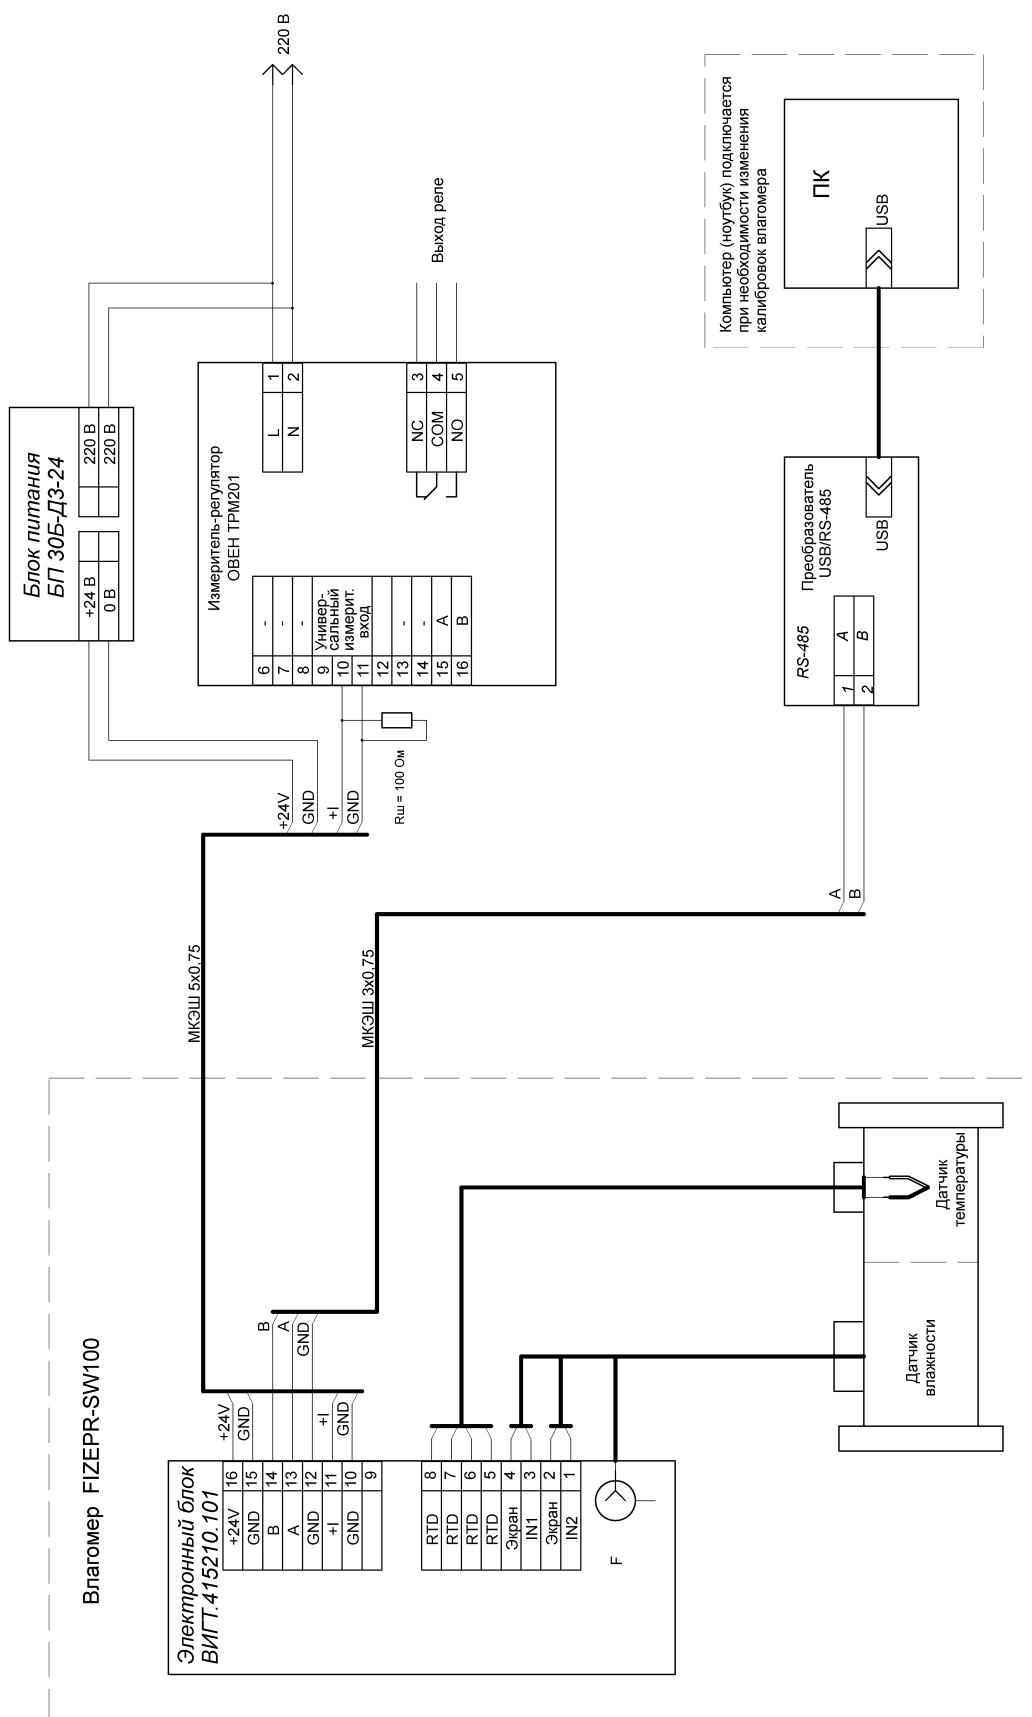 Влагомер FIZEPR-SW100
Электронный блок
ВИГТ.415210.101
+24V
16
GND
15
B
14
A
13
GND
12
+I
11
GND
10
9
RTD
8
RTD
7
RTD
6
RTD
5
Экран
4
IN1
3
Экран
2
IN2
1
F
+24V
GND
B
A
GND
+I
GND
Датчик
влажности
Датчик
температуры
МКЭШ 5х0,75
МКЭШ 3х0,75
+24V
GND
+I
GND
Rш = 100 Ом
A
B
Блок питания
БП 30Б-Д3-24
+24 В
0 В
220 В
220 В
Измеритель-регулятор
ОВЕН ТРМ201
6
-
7
-
8
-
9
10
11
12
Универ-
сальный
измерит.
вход
13
-
14
-
15
A
16
B
L
1
N
2
NC
3
COM
4
NO
5
220 В
Выход реле
RS-485
1
A
2
B
Преобразователь
USB/RS-485
USB
Компьютер (ноутбук) подключается
при необходимости изменения
калибровок влагомера
ПК
USB